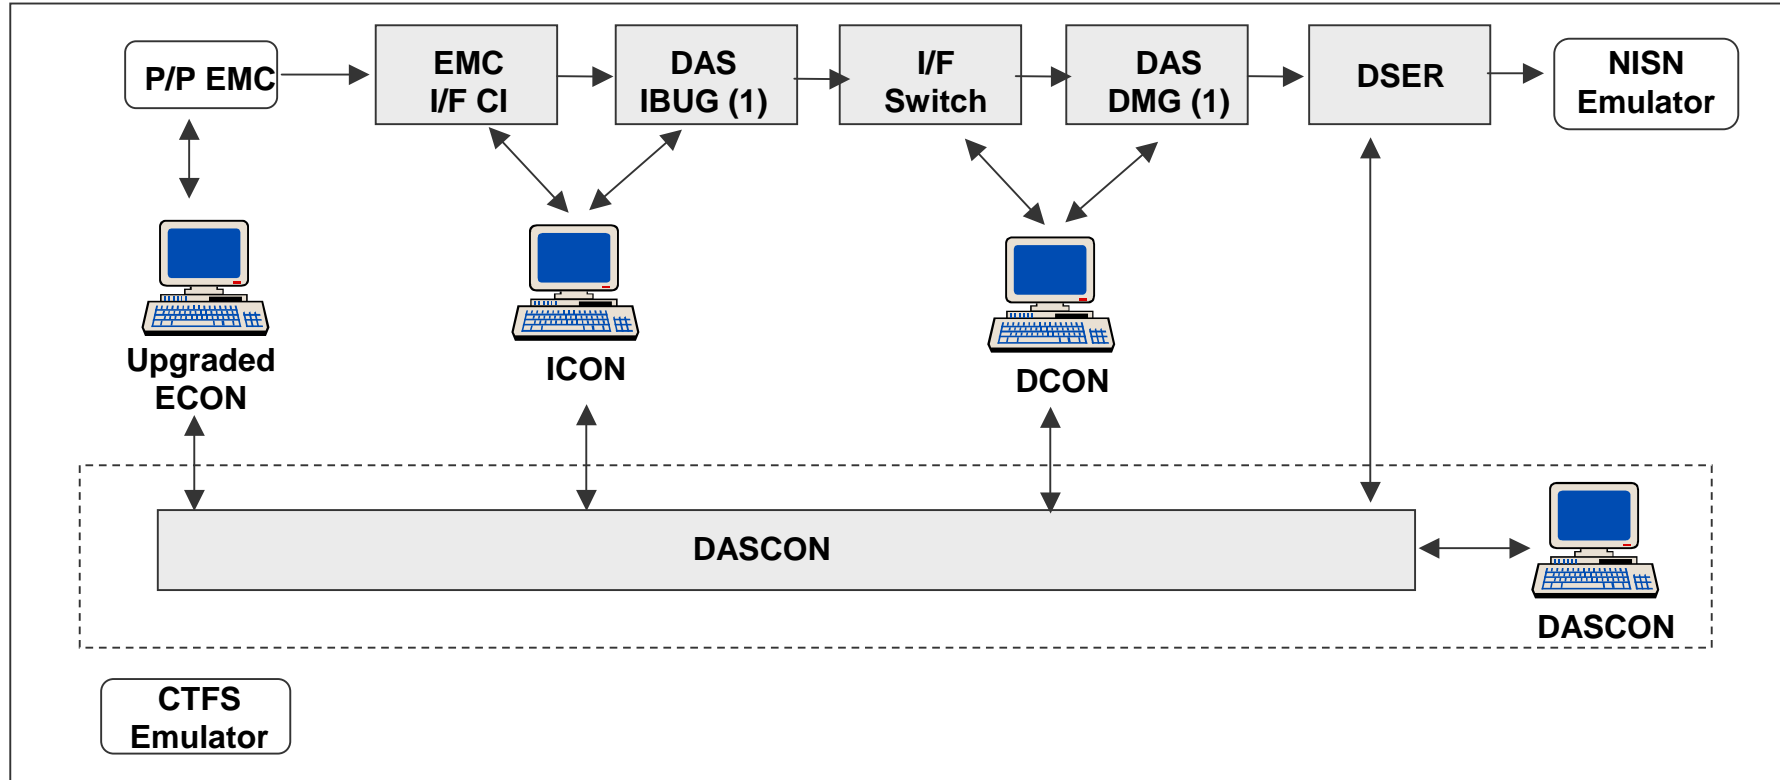 P/P EMC
EMC
I/F CI
DAS
IBUG (1)
I/F
Switch
DAS
DMG (1)
DSER
NISN
Emulator
Upgraded
ECON
ICON
DCON
DASCON
DASCON
CTFS
Emulator